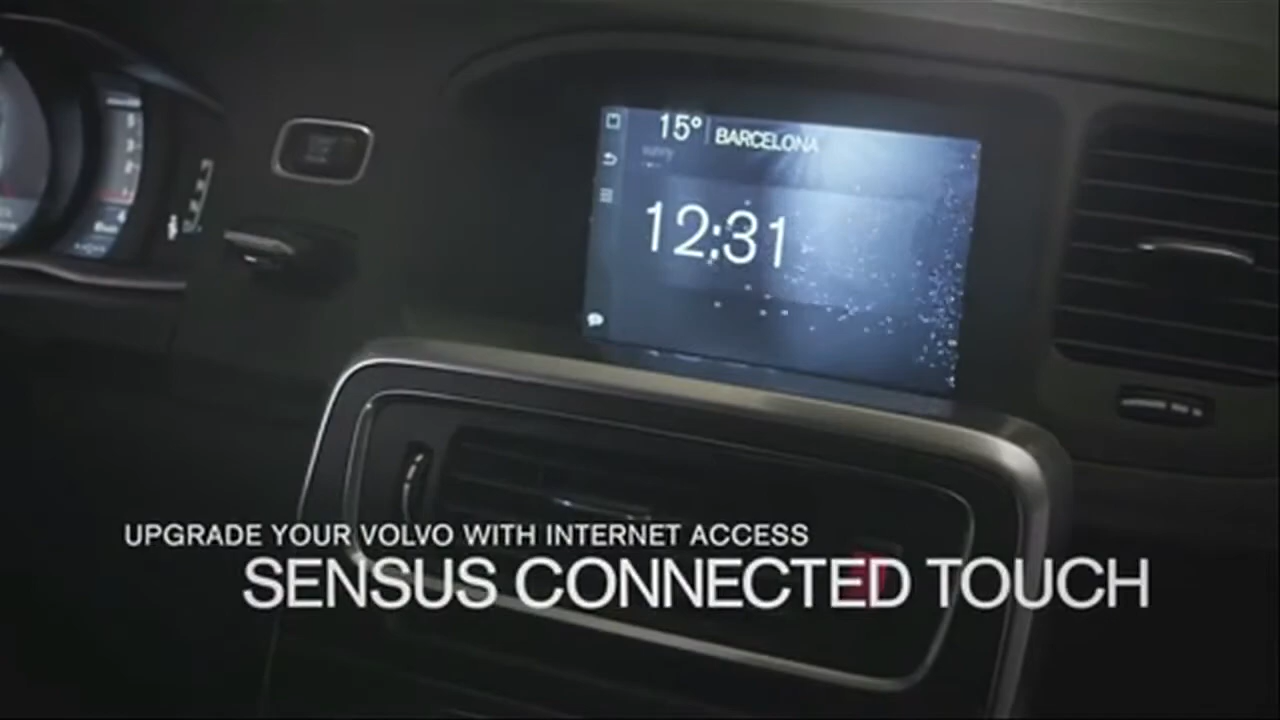 15° BARCELONA
12:31
UPGRADE YOUR VOLVO WITH INTERNET ACCESS
SENSUS CONNECTED TOUCH